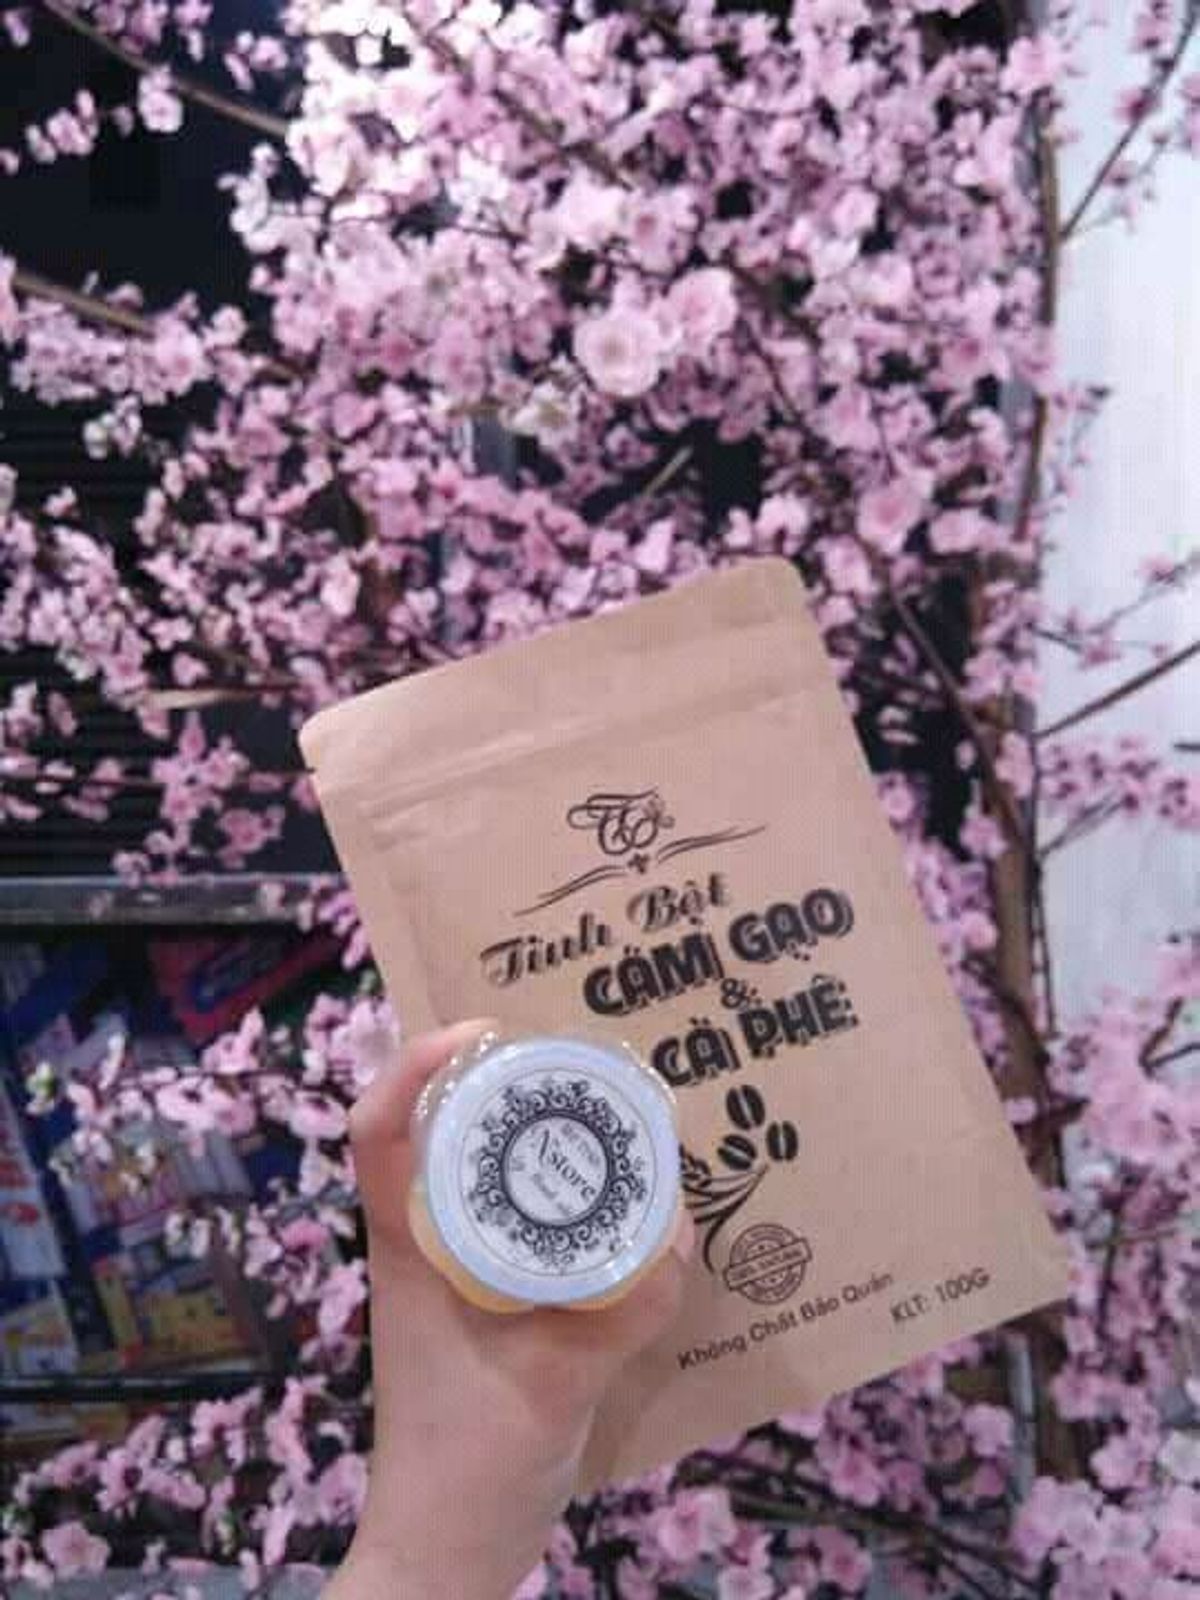 Tinh Bột
CÁM GẠO
&
CÀ PHÊ
Astore
Không Chất Bảo Quản
KLT: 100G